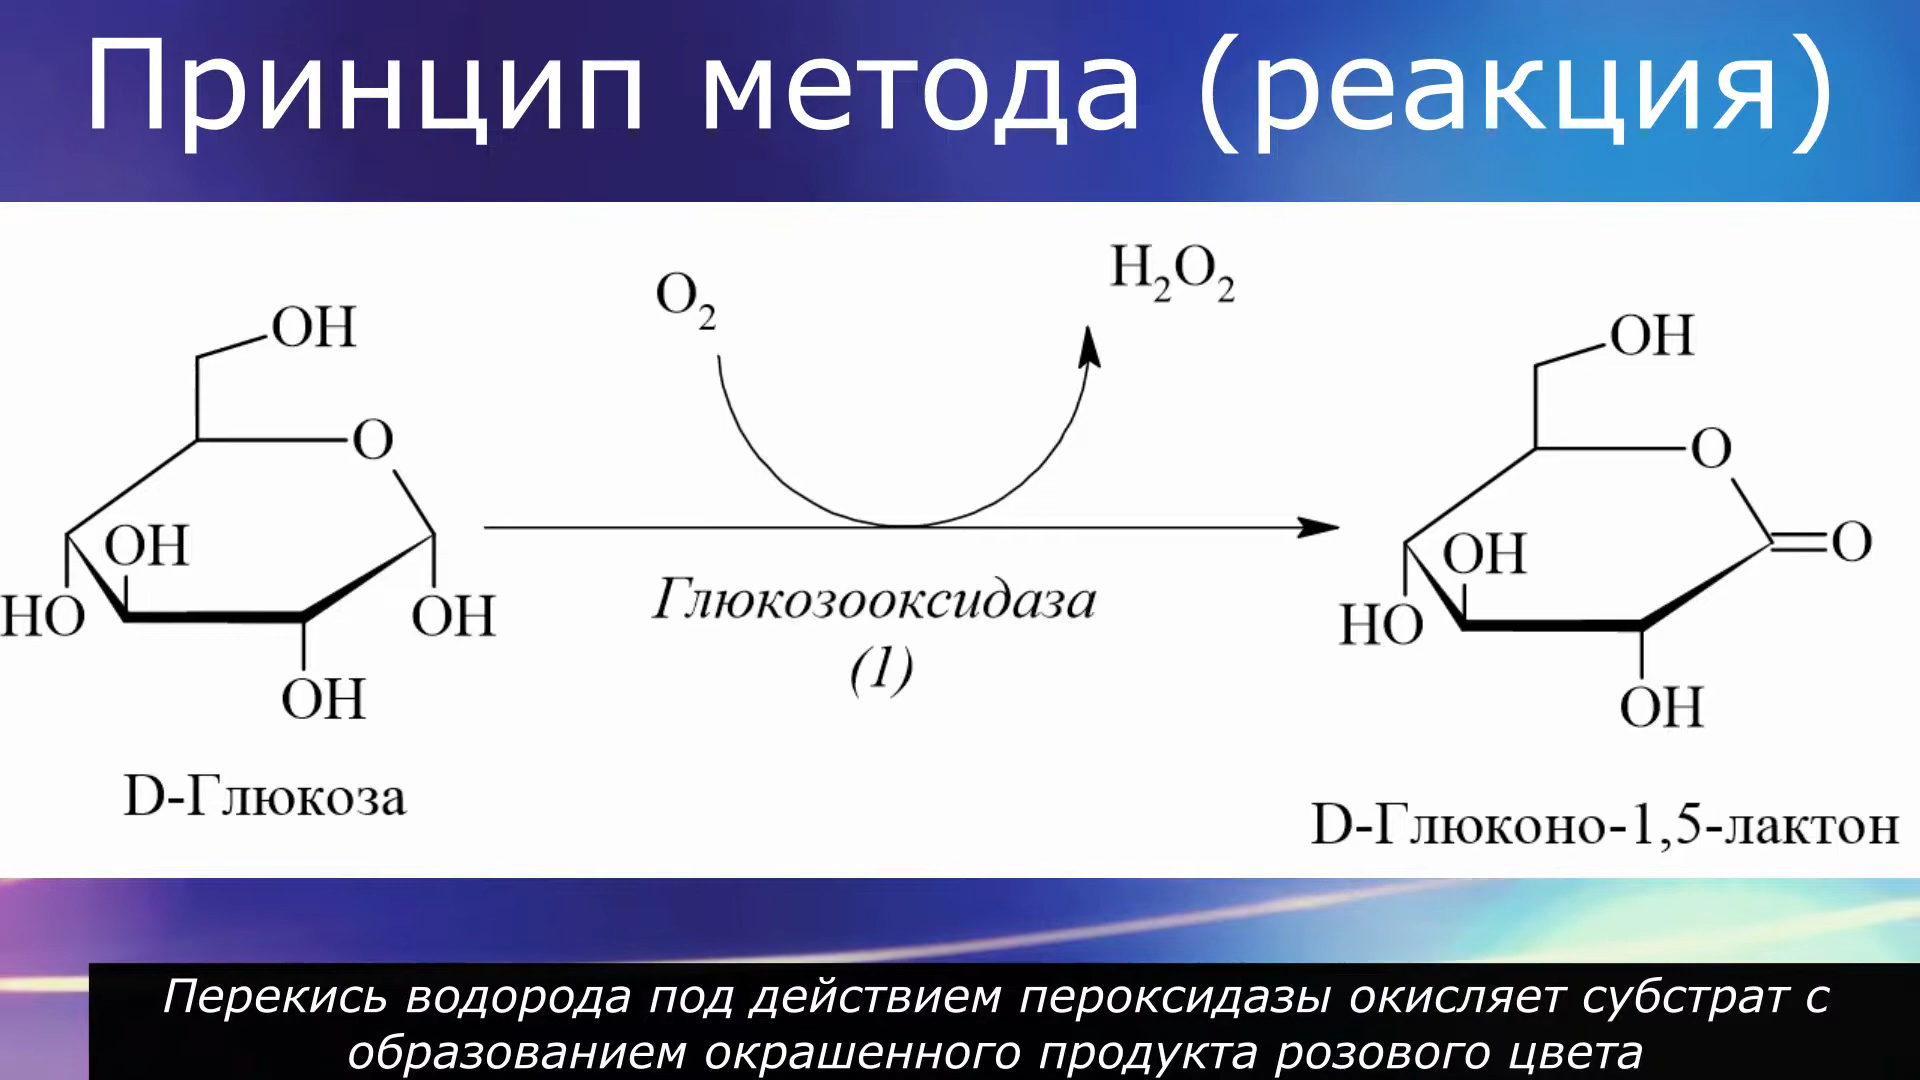 Принцип метода (реакция)
O2
H2O2
OH
O
OH
HO
OH
OH
Глюкозооксидаза
(1)
OH
O
OH
O
HO
OH
D-Глюкоза
D-Глюконо-1,5-лактон
Перекись водорода под действием пероксидазы окисляет субстрат с
образованием окрашенного продукта розового цвета